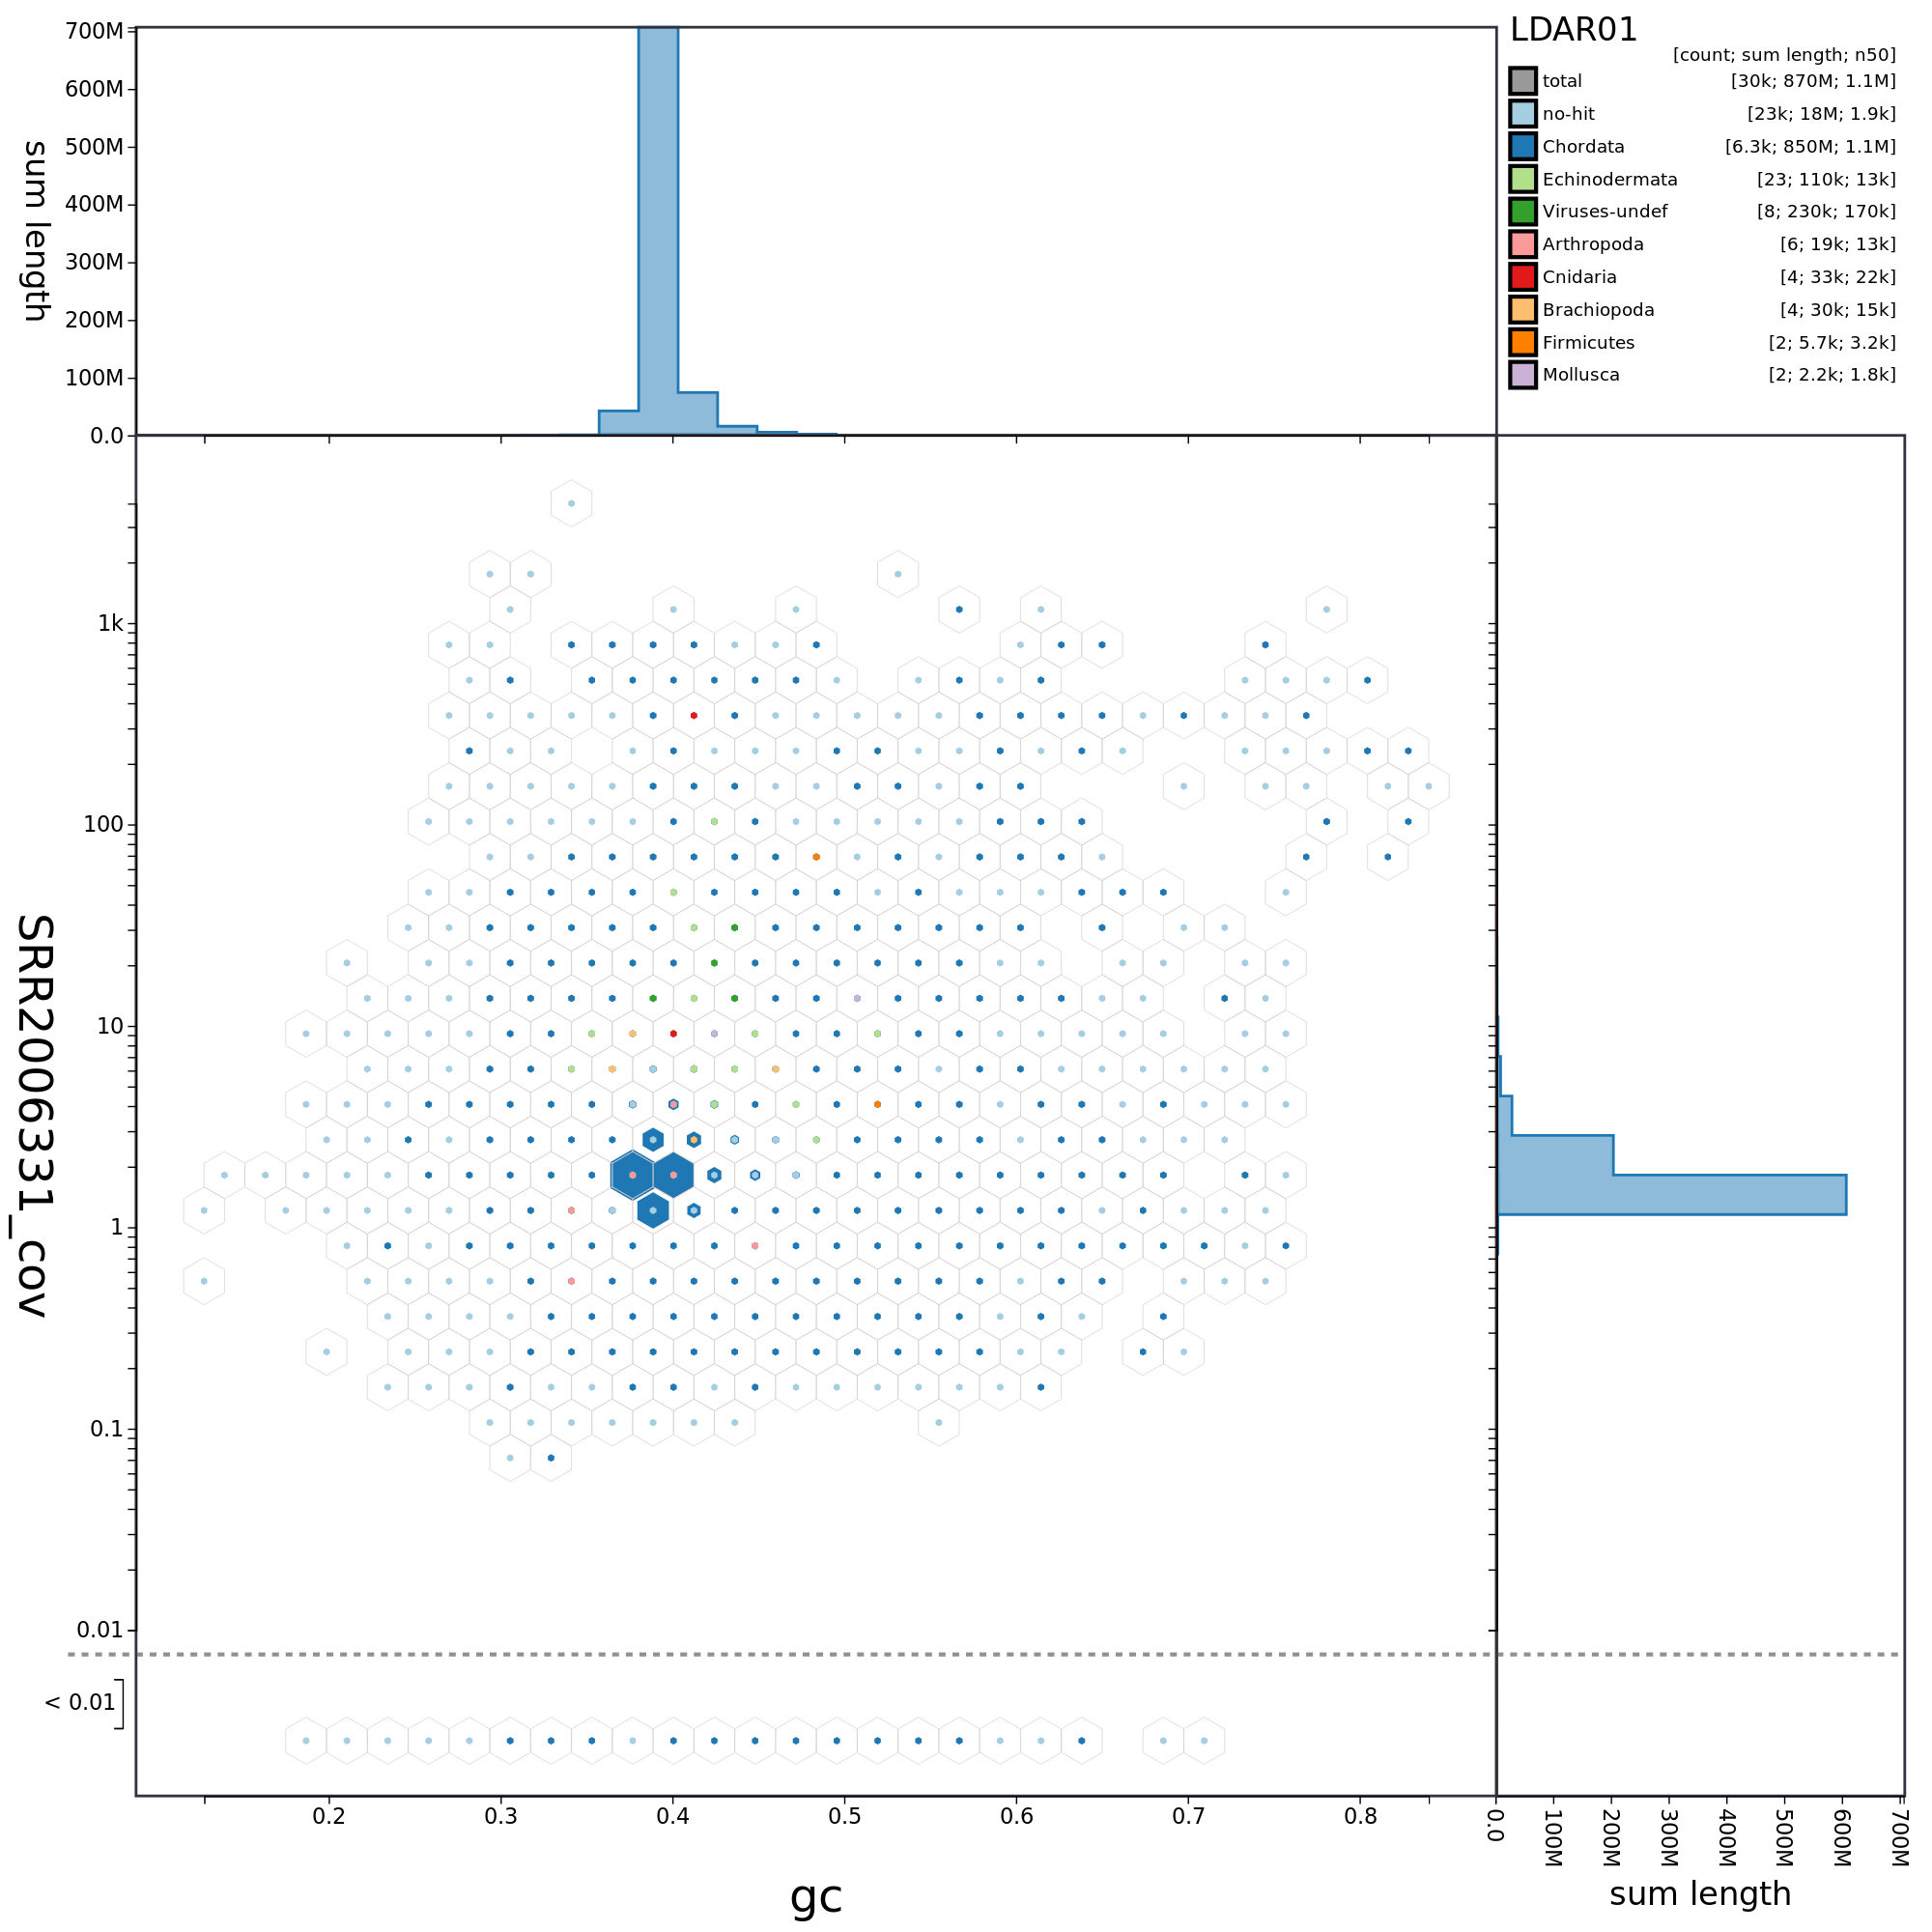 LDAR01
[count; sum length; n50]
total [30k; 870M; 1.1M]
no-hit [23k; 18M; 1.9k]
Chordata [6.3k; 850M; 1.1M]
Echinodermata [23; 110k; 13k]
Viruses-undef [8; 230k; 170k]
Arthropoda [6; 19k; 13k]
Cnidaria [4; 33k; 22k]
Brachiopoda [4; 30k; 15k]
Firmicutes [2; 5.7k; 3.2k]
Mollusca [2; 2.2k; 1.8k]
sum length
700M
600M
500M
400M
300M
200M
100M
0.0
SRR2006331_cov
1k
100
10
1
0.1
0.01
< 0.01
0.2 0.3 0.4 0.5 0.6 0.7 0.8
gc
0.0 100M 200M 300M 400M 500M 600M 700M
sum length